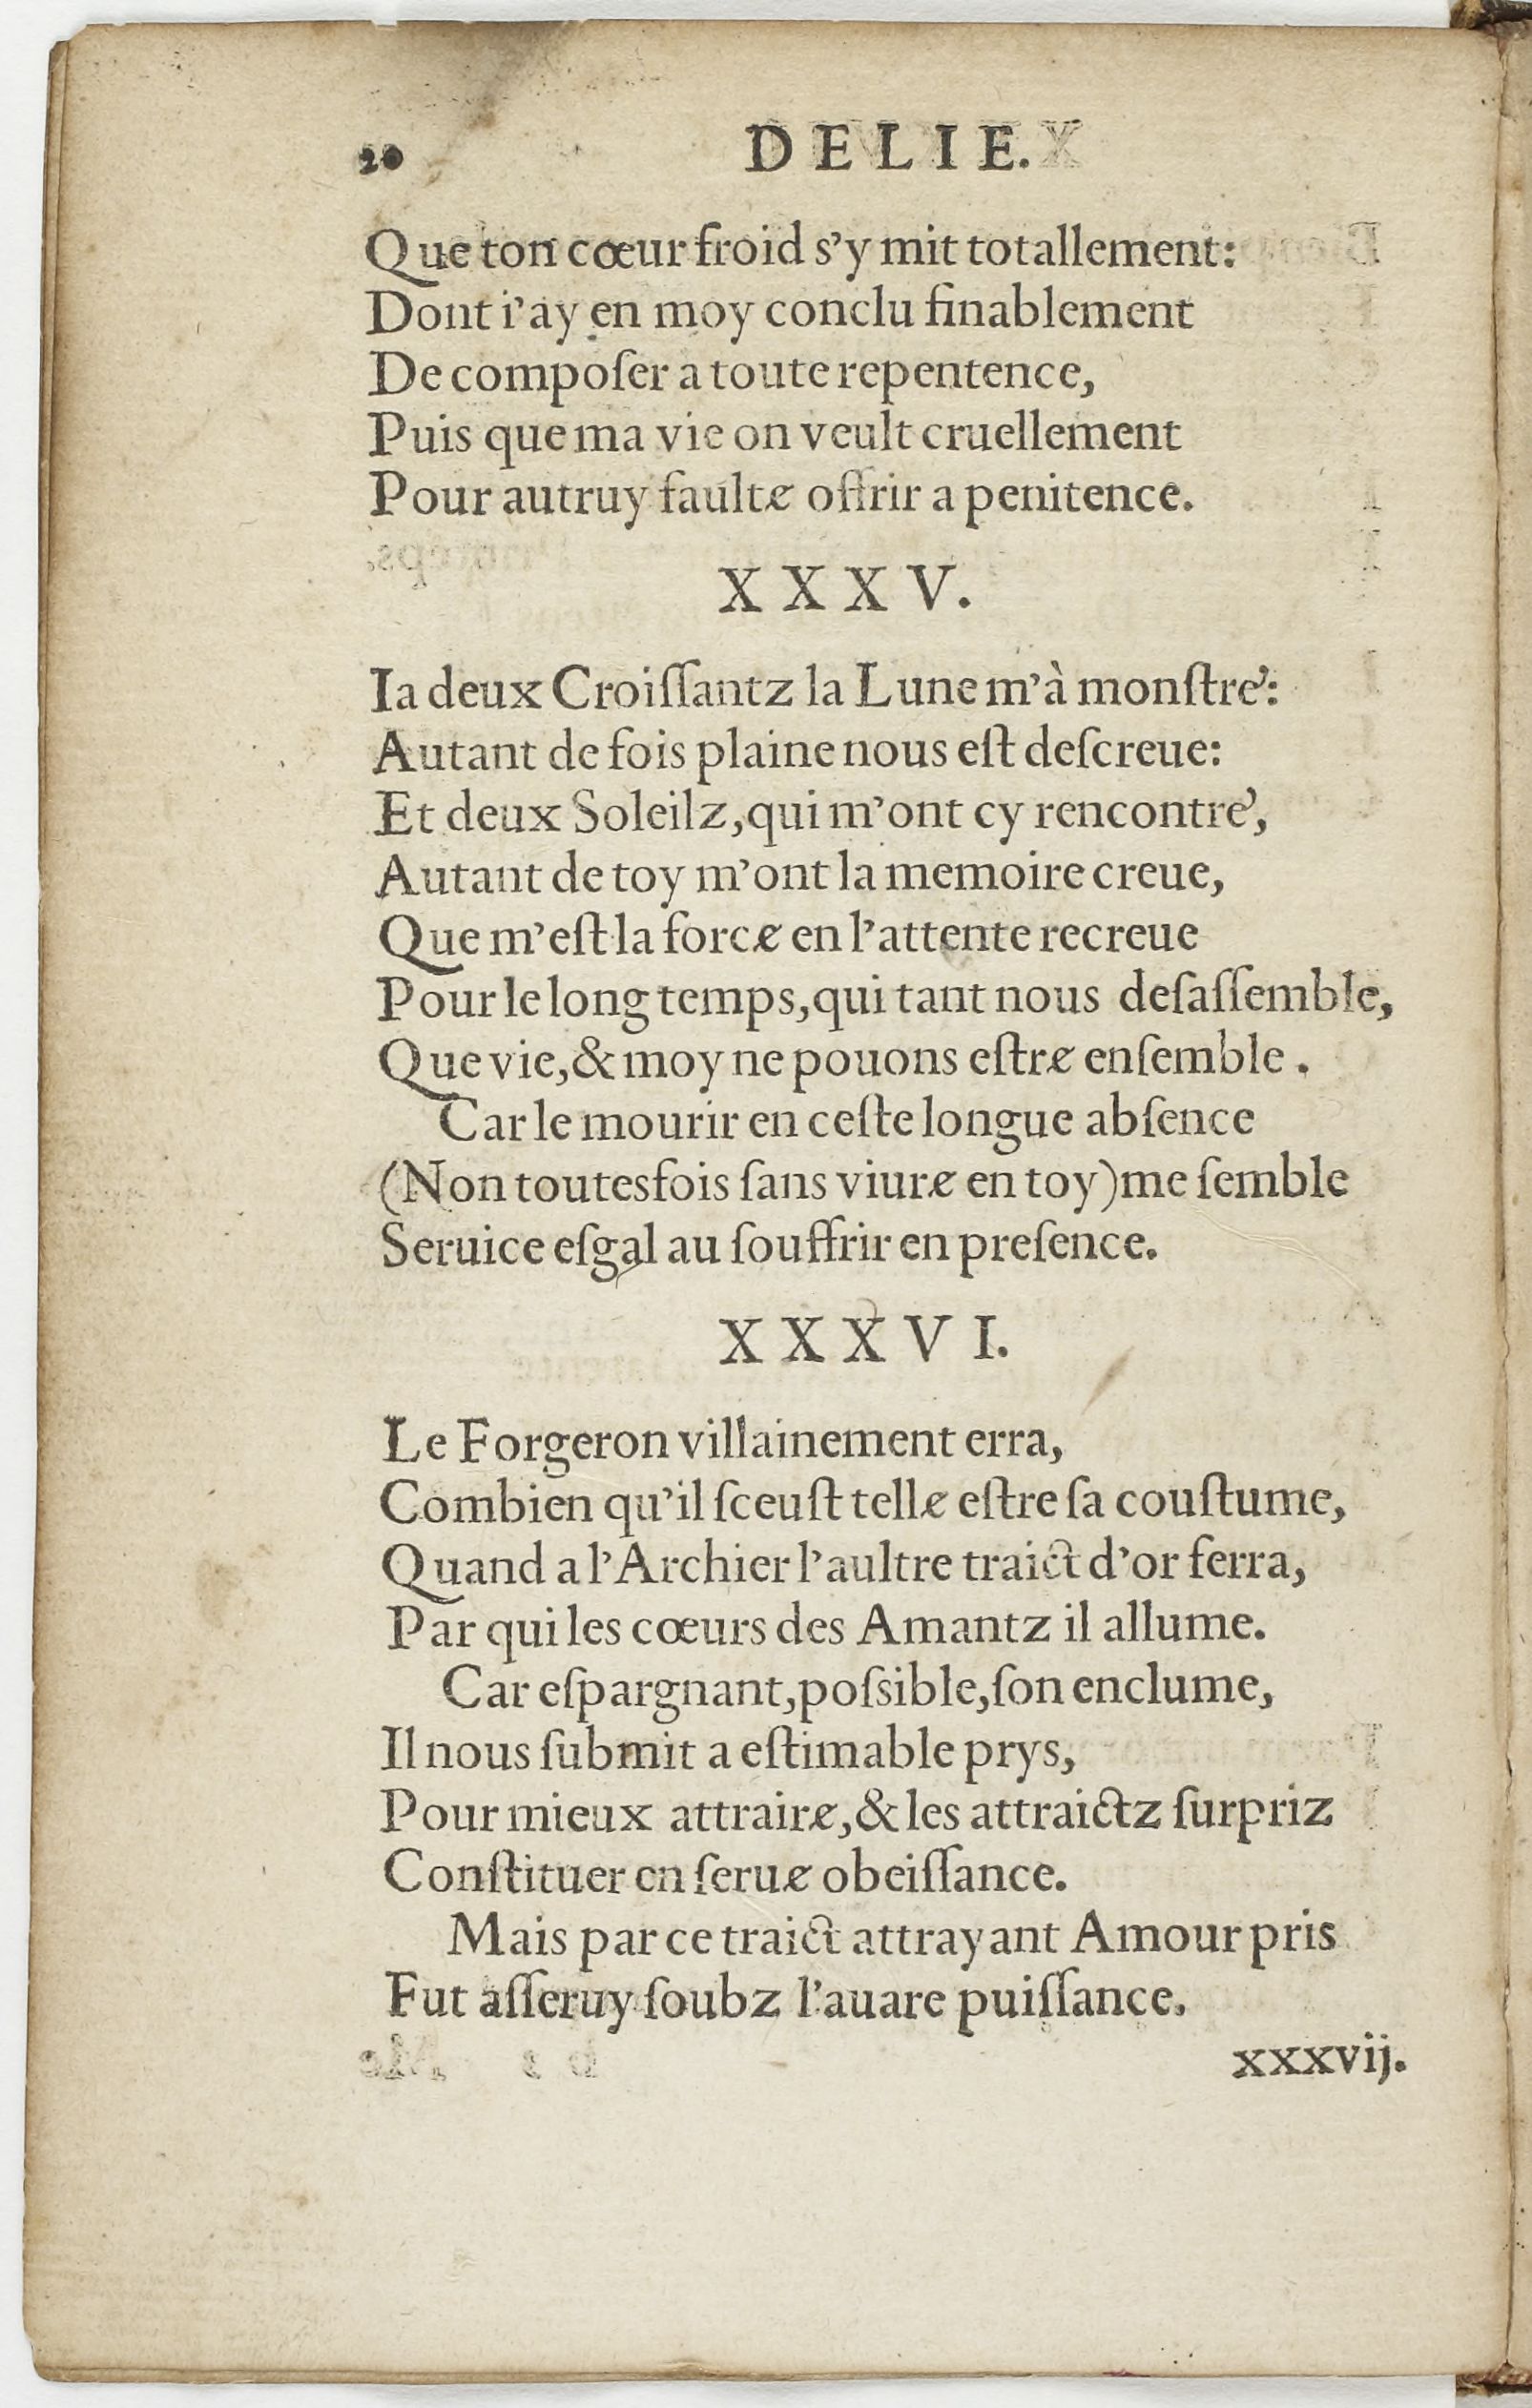 20 DELIE.
Que ton cœur froid s’y mit totallement:
Dont i’ay en moy conclu finablement
De compoſer a toute repentence,
Puis que ma vie on veult cruellement
Pour autruy faulte offrir a penitence.
XXXV.
Ia deux Croiſſantz la Lune m’à monſtré:
Autant de fois plaine nous eſt deſcreue:
Et deux Soleilz, qui m’ont cy rencontré,
Autant de toy m’ont la memoire creue,
Que m’eſt la force en l’attente recreue
Pour le long temps, qui tant nous deſaſſemble,
Que vie, & moy ne pouons eſtre enſemble.
Car le mourir en ceſte longue abſence
(Non toutesfois ſans viure en toy) me ſemble
Seruice eſgal au ſouffrir en preſence.
XXXVI.
Le Forgeron villainement erra,
Combien qu’il ſceuſt telle eſtre ſa couſtume,
Quand a l’Archier l’aultre traict d’or ferra,
Par qui les cœurs des Amantz il allume.
Car eſpargnant, poſsible, ſon enclume,
Il nous ſubmit a eſtimable prys,
Pour mieux attraire, & les attraictz ſurpriz
Conſtituer en ſerue obeiſſance.
Mais par ce traict attrayant Amour pris
Fut aſſeruy ſoubz l’auare puiſſance.
xxxvij.